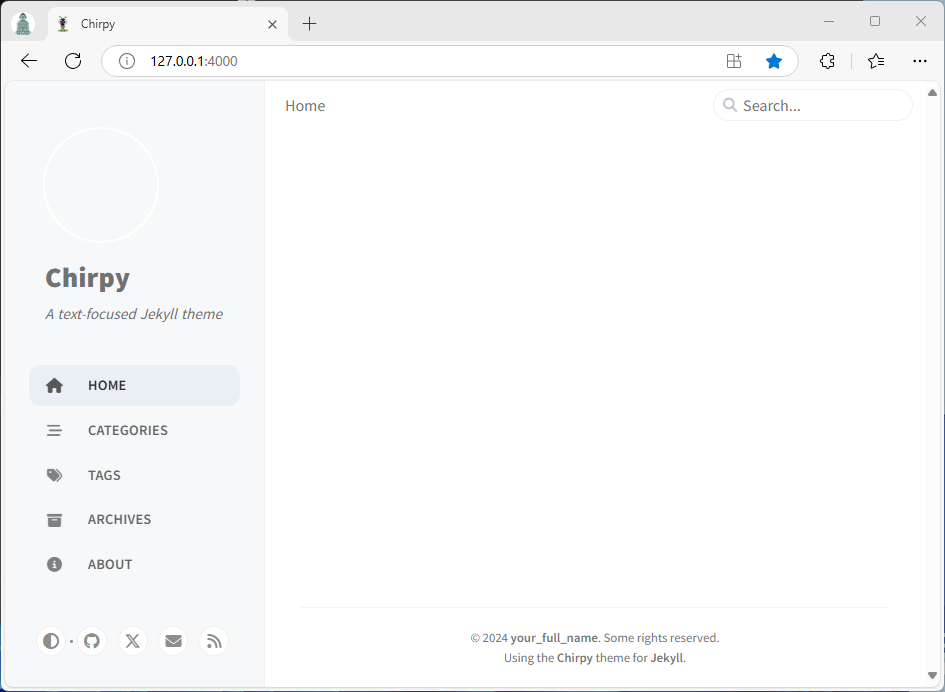 Chirpy
127.0.0.1:4000
Home
Search...
Chirpy
A text-focused Jekyll theme
HOME
CATEGORIES
TAGS
ARCHIVES
ABOUT
© 2024 your_full_name. Some rights reserved.
Using the Chirpy theme for Jekyll.